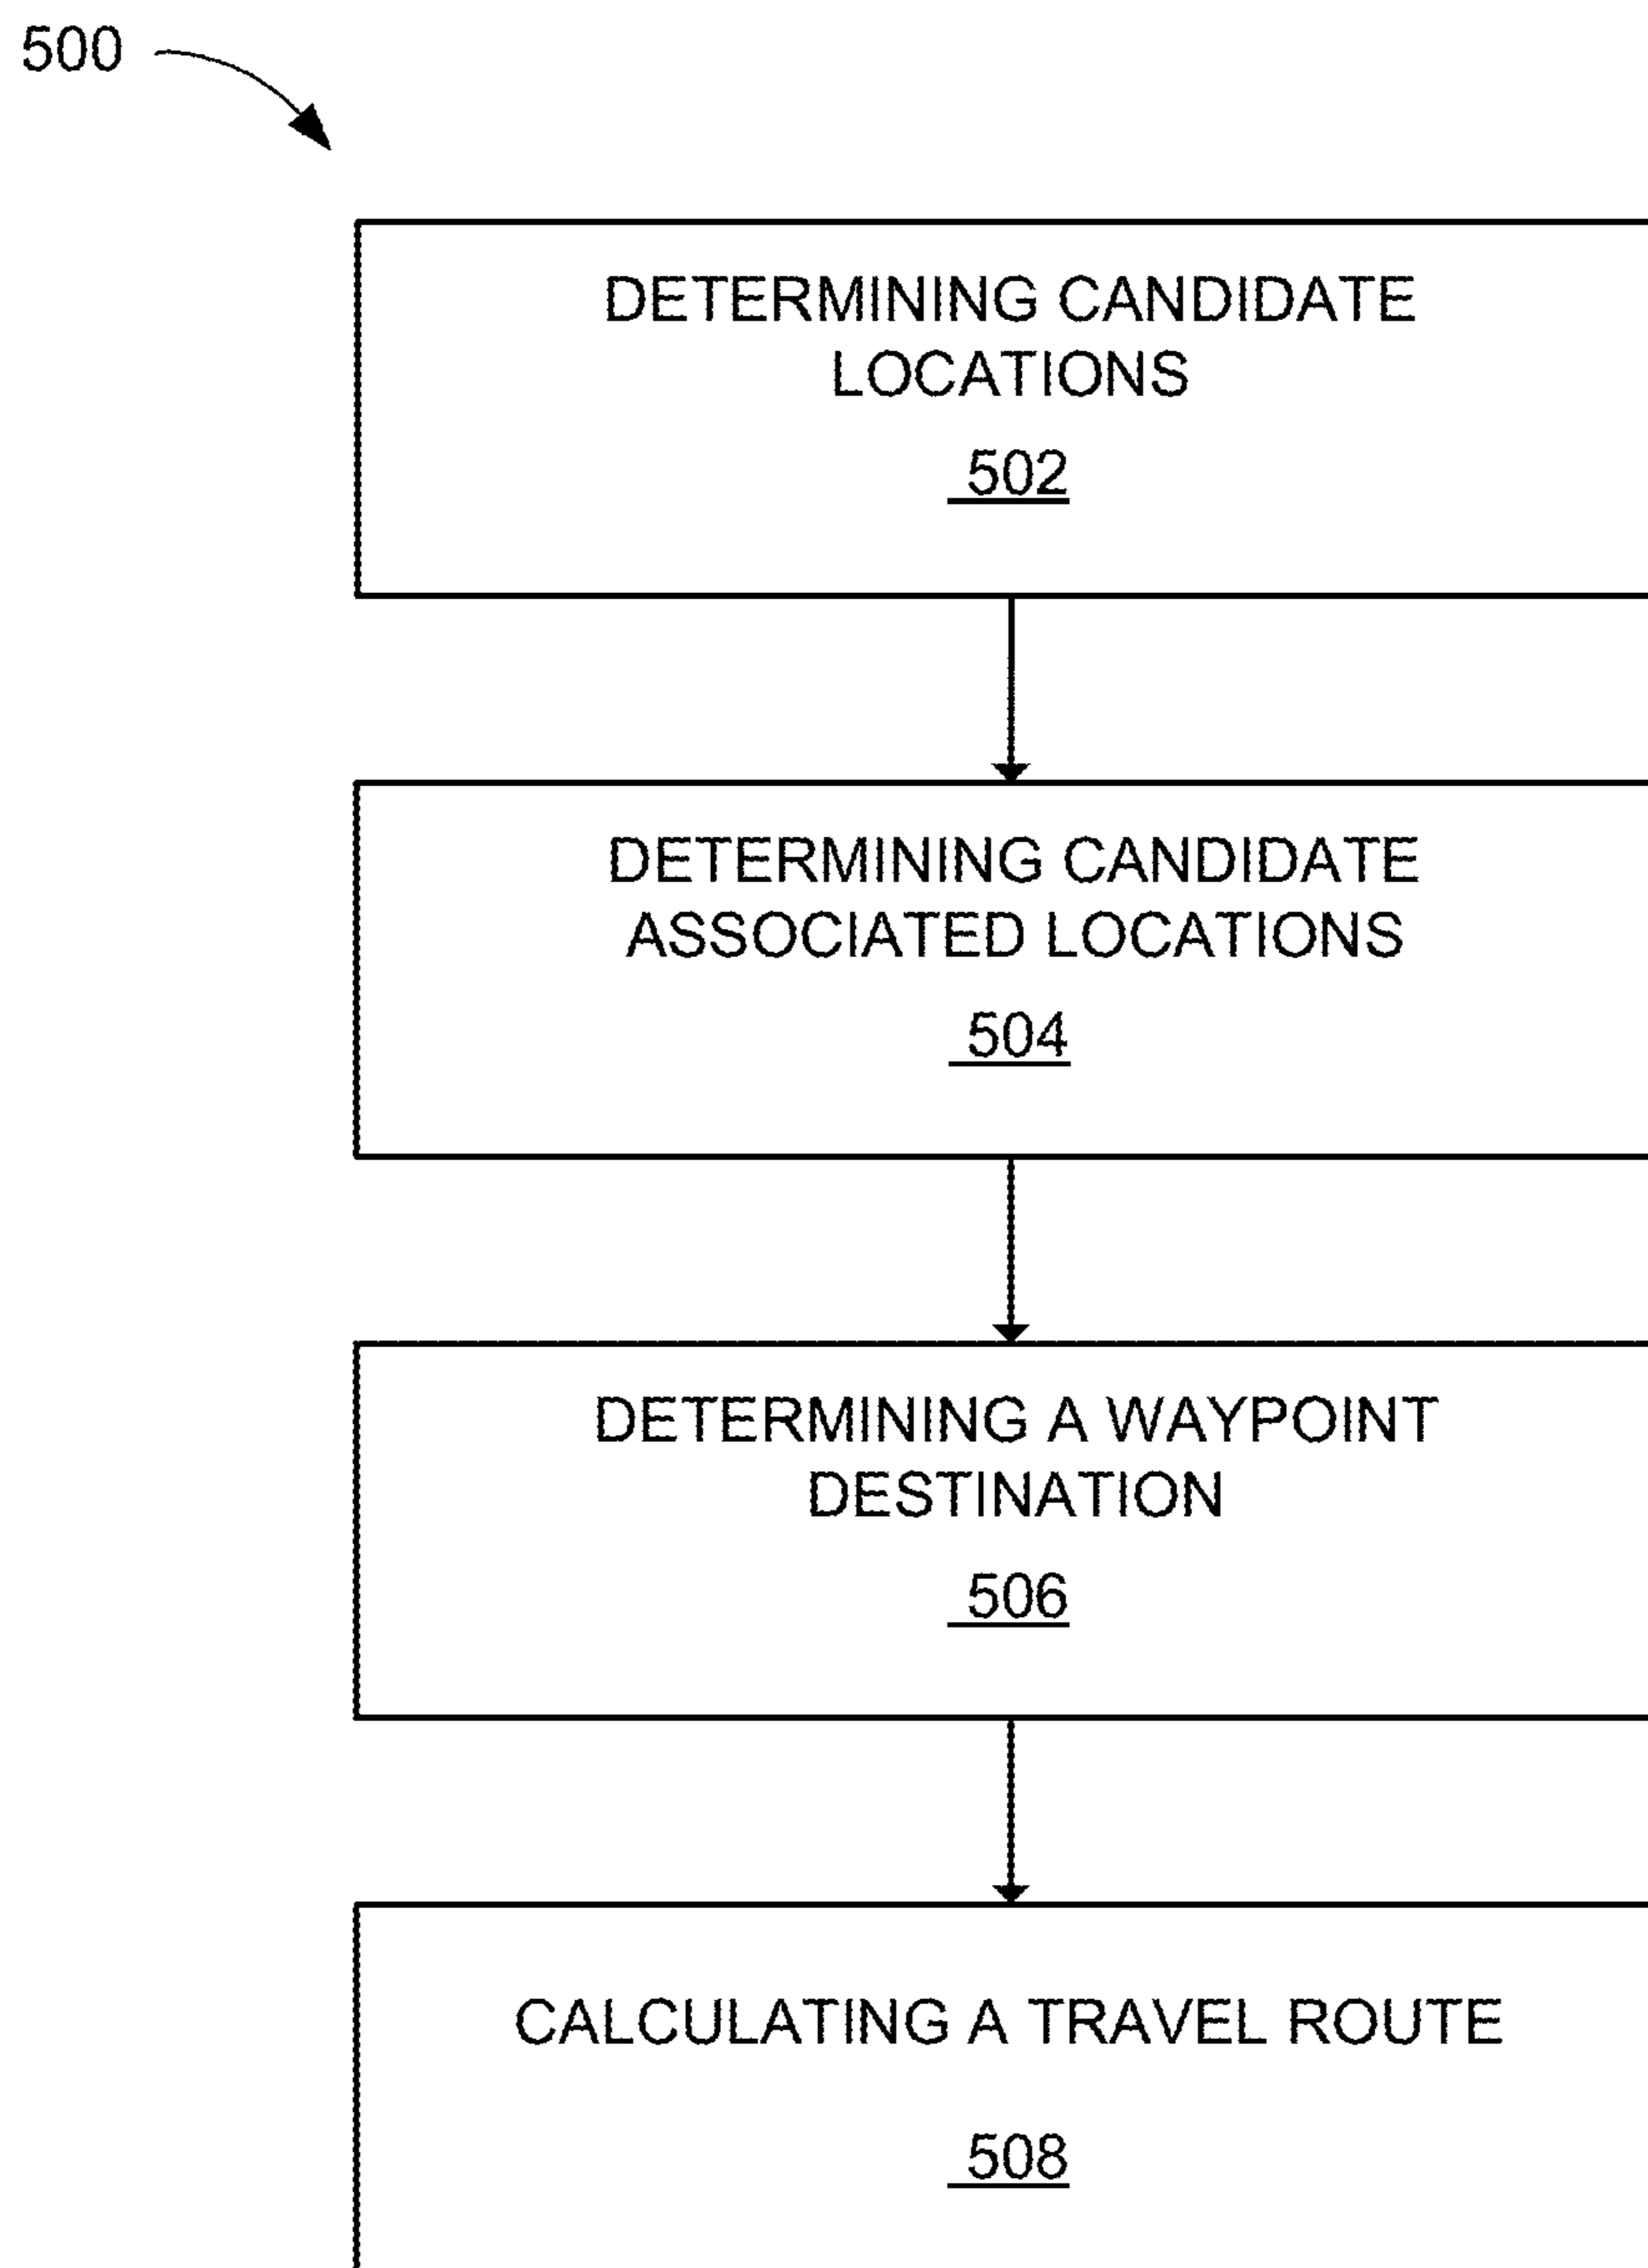 500
DETERMINING CANDIDATE
LOCATIONS
502
DETERMINING CANDIDATE
ASSOCIATED LOCATIONS
504
DETERMINING A WAYPOINT
DESTINATION
506
CALCULATING A TRAVEL ROUTE
508